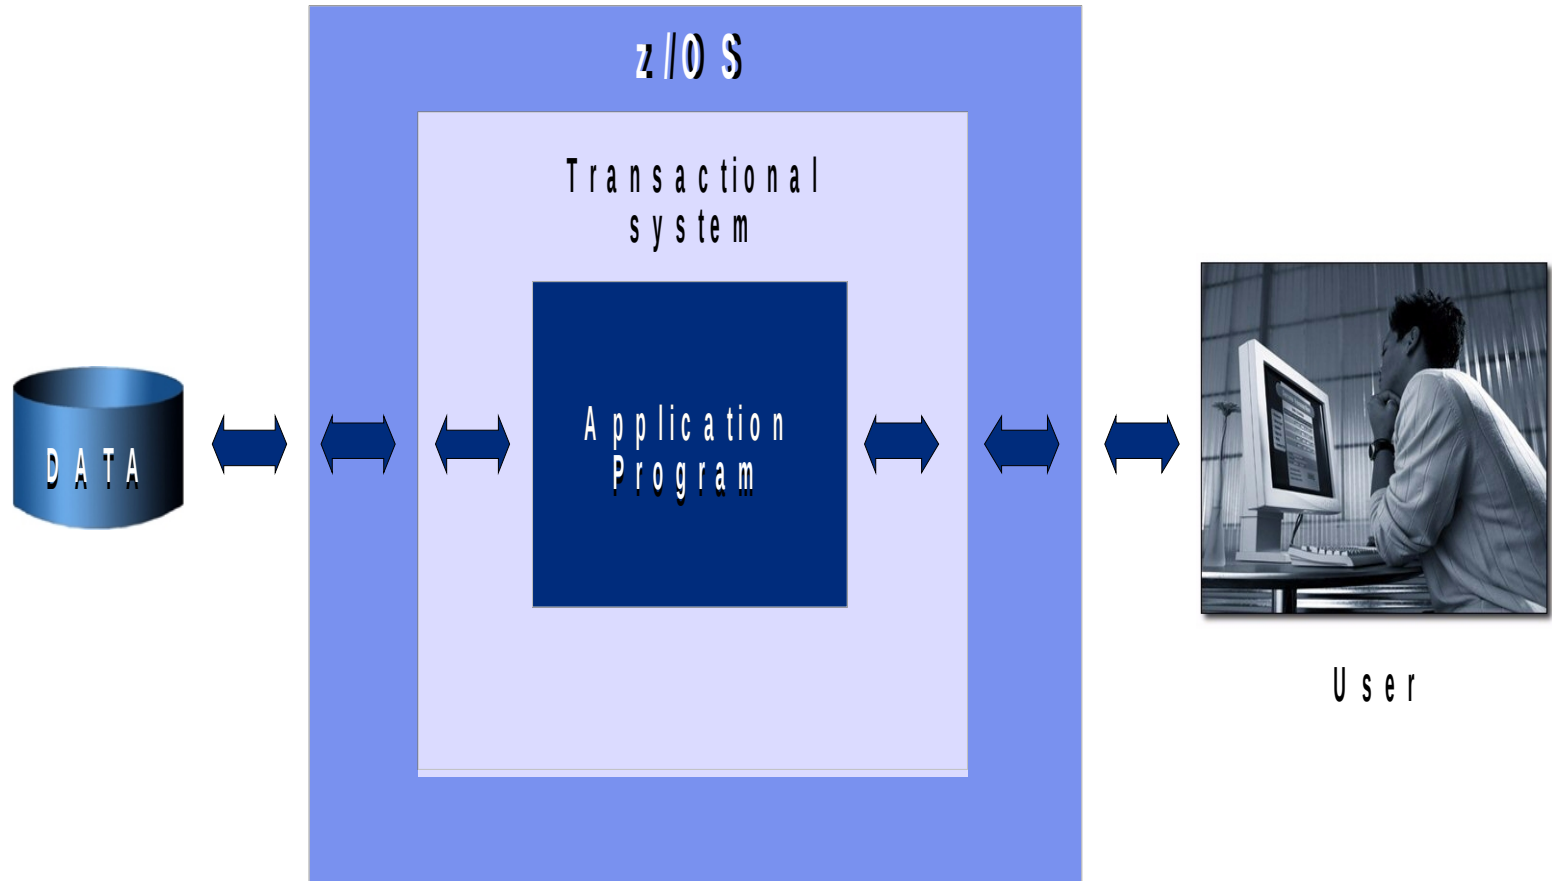 z/OS
Transactional
system
Application
Program
DATA
User